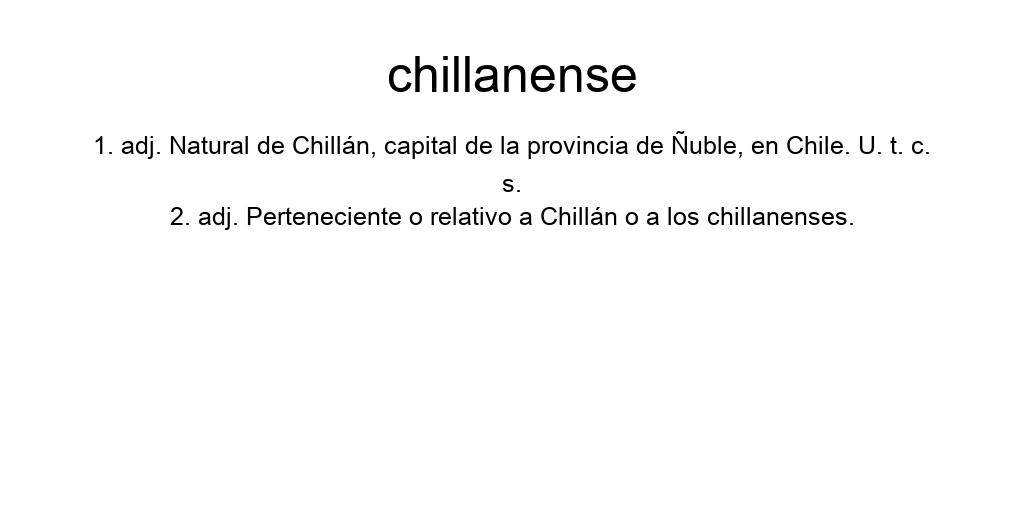 chillanense
1. adj. Natural de Chillán, capital de la provincia de Ñuble, en Chile. U. t. c.
s.
2. adj. Perteneciente o relativo a Chillán o a los chillanenses.